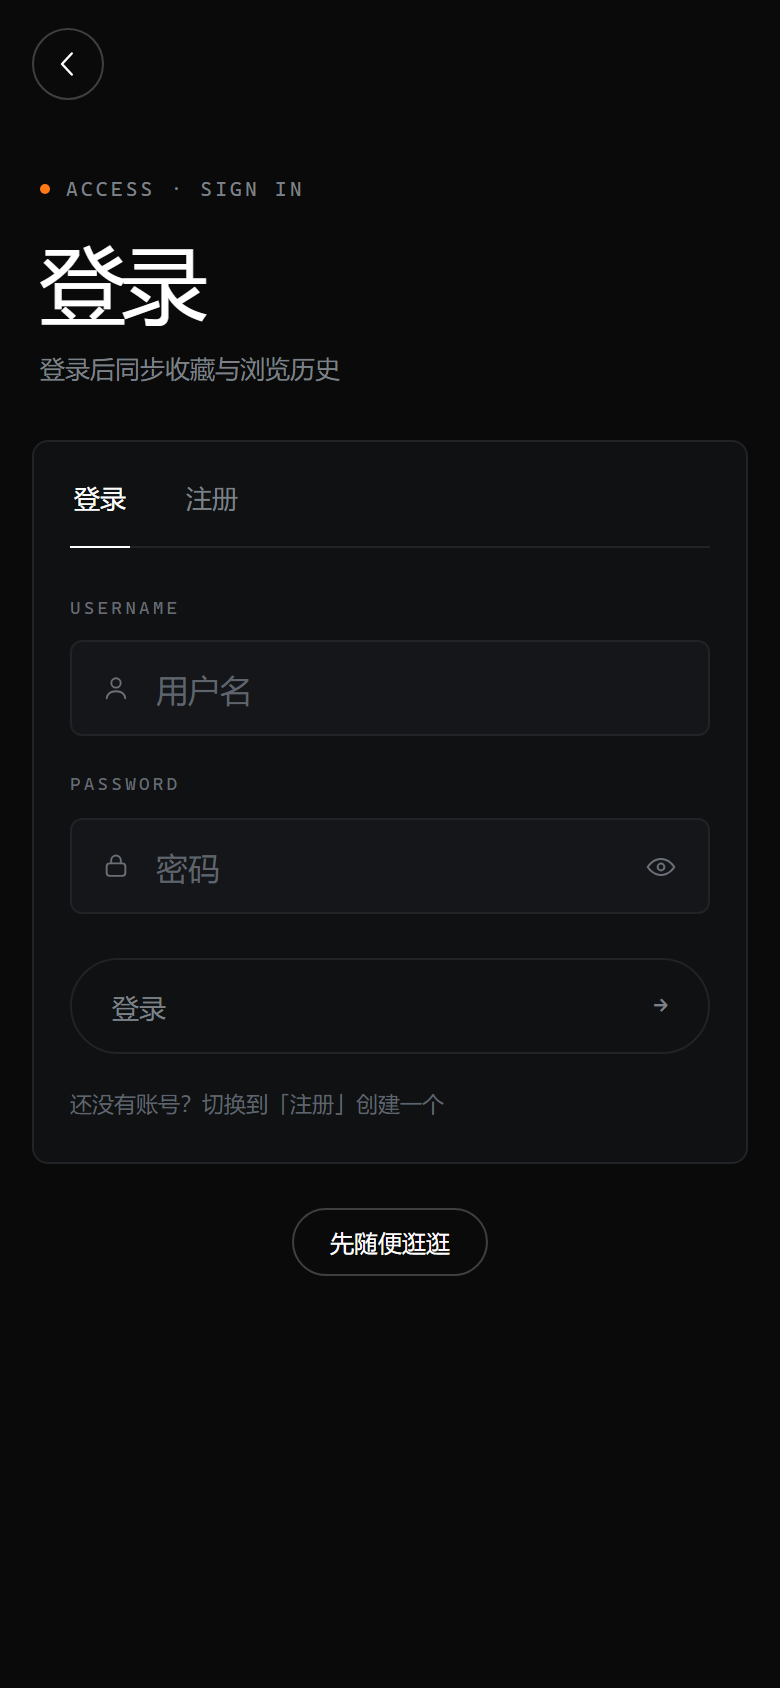 ACCESS · SIGN IN
登录
登录后同步收藏与浏览历史
登录 注册
USERNAME
用户名
PASSWORD
密码
登录
还没有账号？切换到「注册」创建一个
先随便逛逛